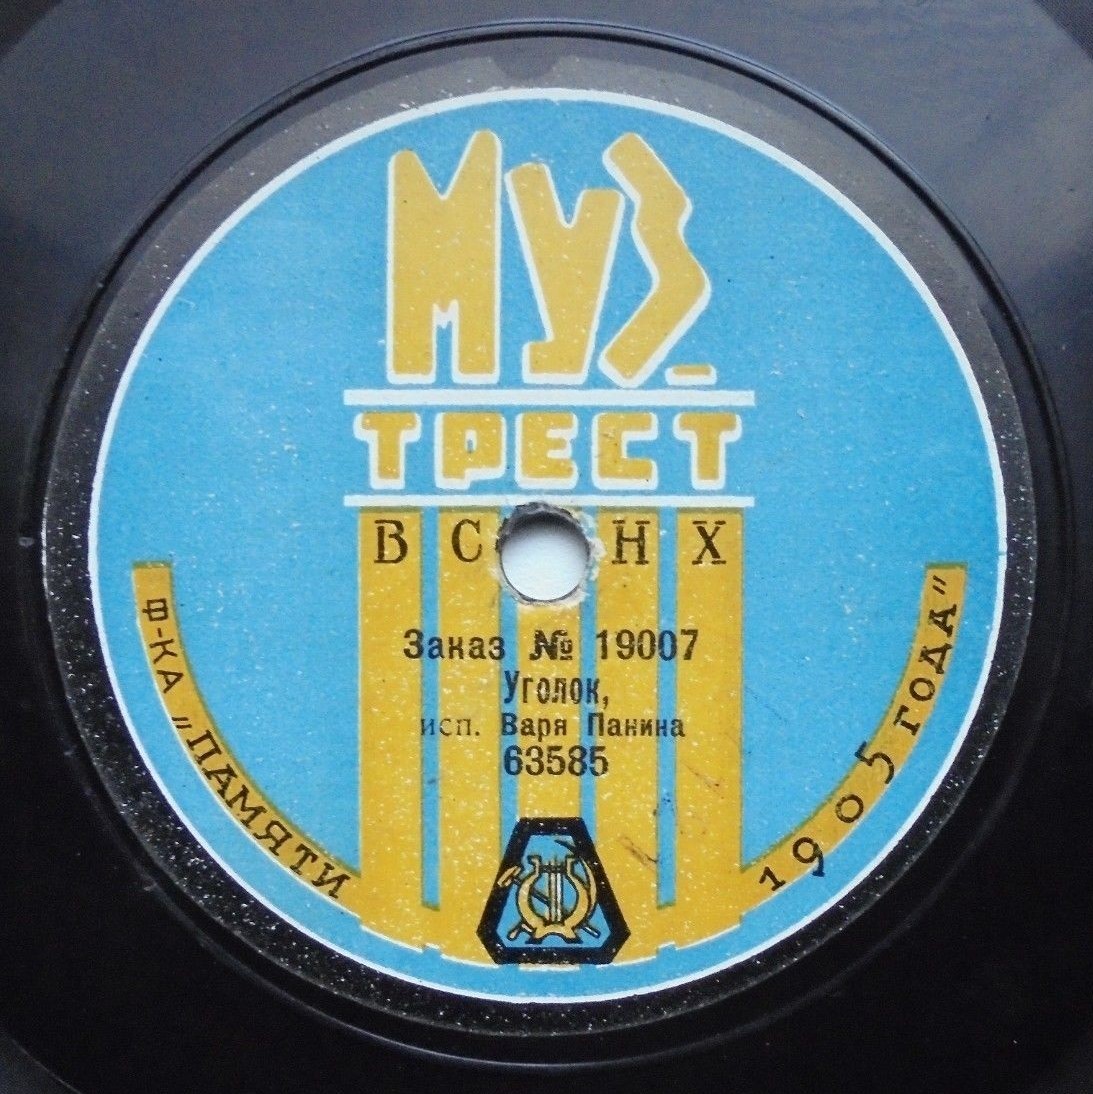 МУЗ
ТРЕСТ
ВСНХ
Заказ № 19007
Уголок,
исп. Варя Панина
63585
Ф-КА „ПАМЯТИ 1905 ГОДА"